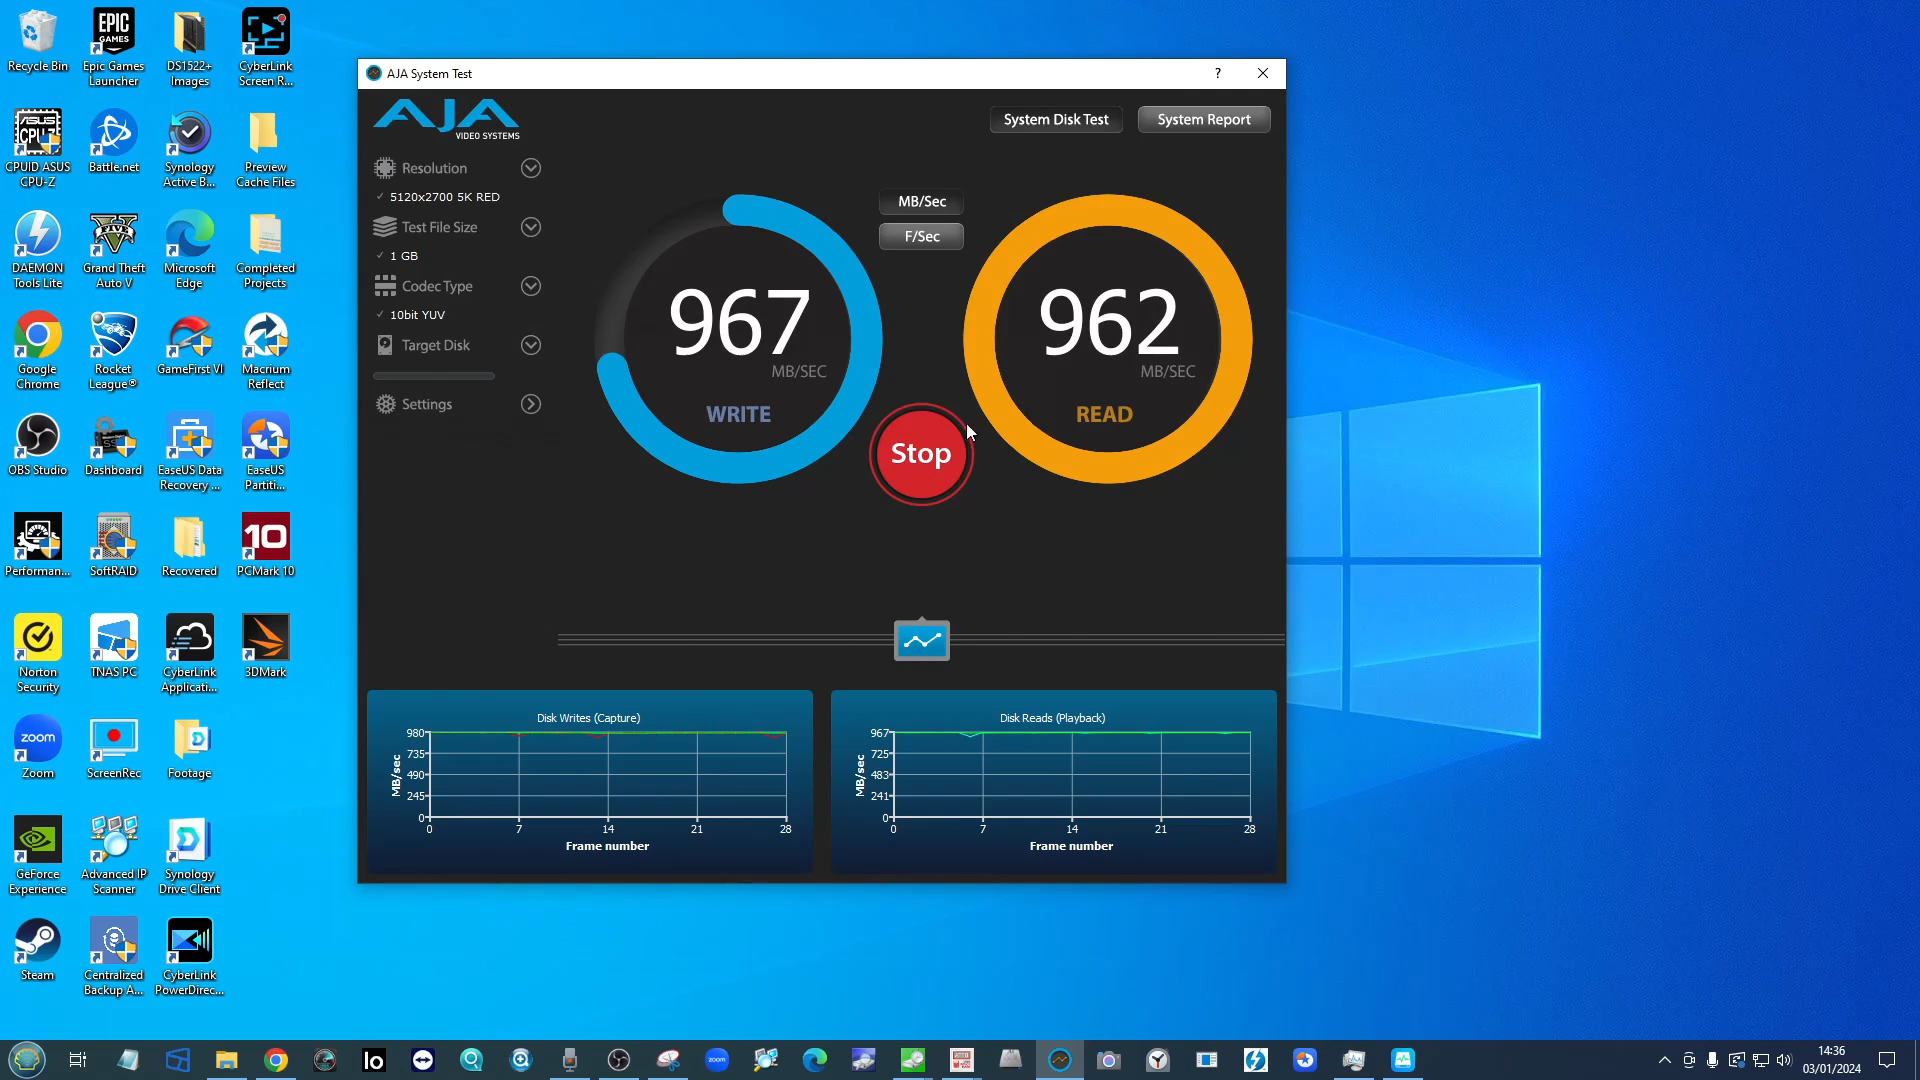 Recycle Bin
EPIC
GAMES
Epic Games
Launcher
DS1522+
Images
CyberLink
Screen R...
CPUID ASUS
CPU-Z
Battle.net
Synology
Active B...
Preview
Cache Files
DAEMON
Tools Lite
Grand Theft
Auto V
Microsoft
Edge
Completed
Projects
Google
Chrome
Rocket
League®
GameFirst VI
Macrium
Reflect
OBS Studio
Dashboard
EaseUS Data
Recovery ...
EaseUS
Partiti...
Performan...
SoftRAID
Recovered
10
PCMark 10
Norton
Security
TNAS PC
CyberLink
Applicati...
3DMark
zoom
Zoom
ScreenRec
Footage
GeForce
Experience
Advanced IP
Scanner
Synology
Drive Client
Steam
Centralized
Backup A...
CyberLink
PowerDirec...
AJA System Test
?
AJA
VIDEO SYSTEMS
System Disk Test
System Report
Resolution
✓ 5120x2700 5K RED
Test File Size
✓ 1 GB
Codec Type
✓ 10bit YUV
Target Disk
Settings
MB/Sec
F/Sec
967
MB/SEC
WRITE
962
MB/SEC
READ
Stop
Disk Writes (Capture)
980
735
490
245
0
MB/sec
0 7 14 21 28
Frame number
Disk Reads (Playback)
967
725
483
241
0
MB/sec
0 7 14 21 28
Frame number
Io
zoom
14:36
03/01/2024